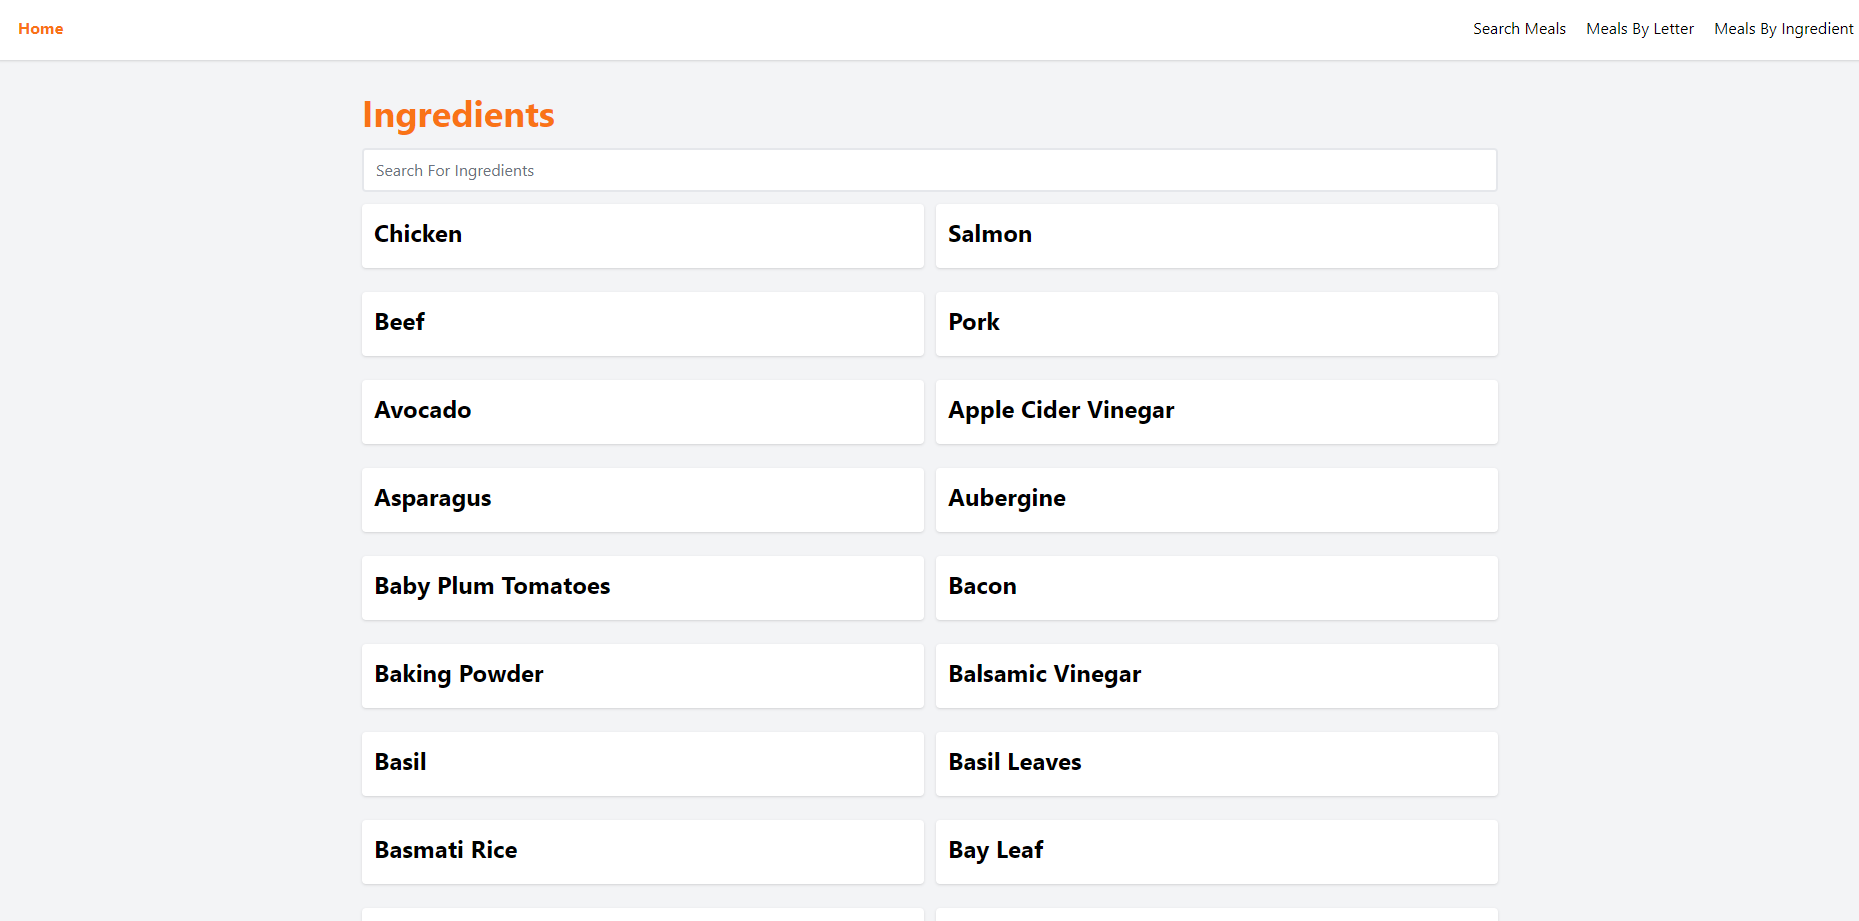 Home
Search Meals Meals By Letter Meals By Ingredient
Ingredients
Search For Ingredients
Chicken
Salmon
Beef
Pork
Avocado
Apple Cider Vinegar
Asparagus
Aubergine
Baby Plum Tomatoes
Bacon
Baking Powder
Balsamic Vinegar
Basil
Basil Leaves
Basmati Rice
Bay Leaf